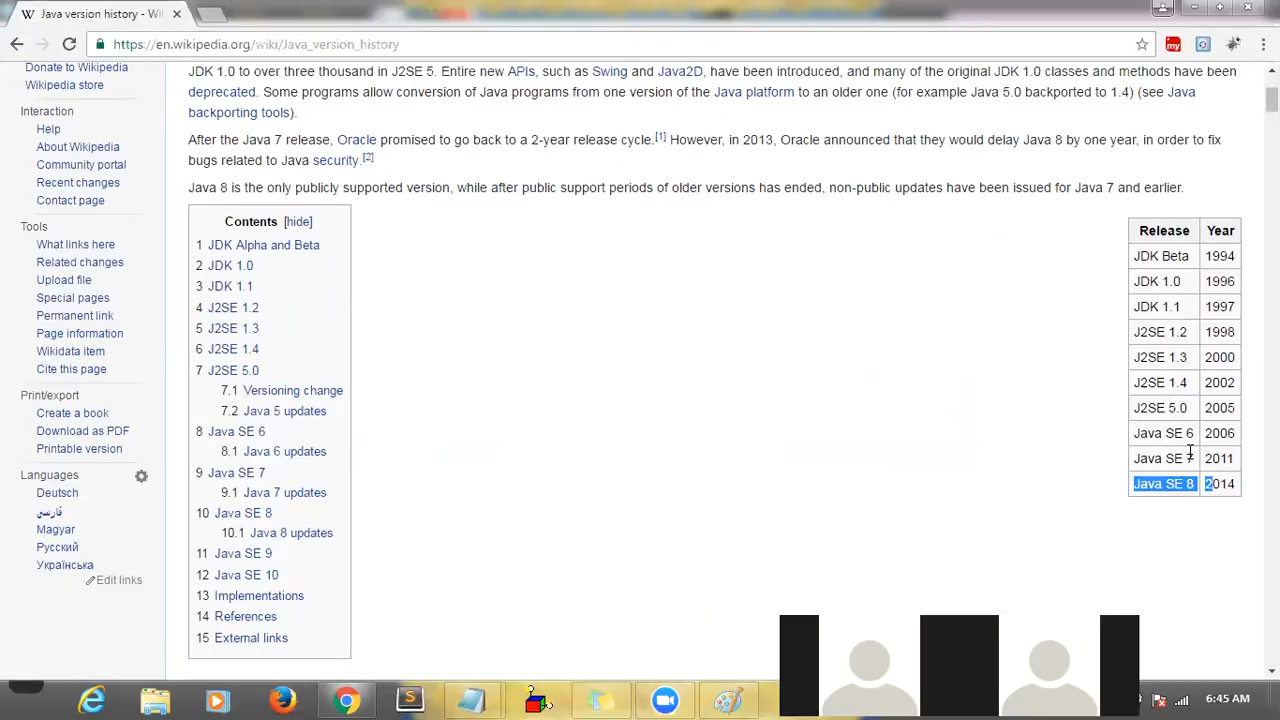 Java version history - Wi
https://en.wikipedia.org/wiki/Java_version_history
my
Donate to Wikipedia
Wikipedia store
Interaction
Help
About Wikipedia
Community portal
Recent changes
Contact page
Tools
What links here
Related changes
Upload file
Special pages
Permanent link
Page information
Wikidata item
Cite this page
Print/export
Create a book
Download as PDF
Printable version
Languages
Deutsch
فارسی
Magyar
Русский
Українська
Edit links
JDK 1.0 to over three thousand in J2SE 5. Entire new APIs, such as Swing and Java2D, have been introduced, and many of the original JDK 1.0 classes and methods have been
deprecated. Some programs allow conversion of Java programs from one version of the Java platform to an older one (for example Java 5.0 backported to 1.4) (see Java
backporting tools).
After the Java 7 release, Oracle promised to go back to a 2-year release cycle.[1] However, in 2013, Oracle announced that they would delay Java 8 by one year, in order to fix
bugs related to Java security.[2]
Java 8 is the only publicly supported version, while after public support periods of older versions has ended, non-public updates have been issued for Java 7 and earlier.
Contents [hide]
1 JDK Alpha and Beta
2 JDK 1.0
3 JDK 1.1
4 J2SE 1.2
5 J2SE 1.3
6 J2SE 1.4
7 J2SE 5.0
7.1 Versioning change
7.2 Java 5 updates
8 Java SE 6
8.1 Java 6 updates
9 Java SE 7
9.1 Java 7 updates
10 Java SE 8
10.1 Java 8 updates
11 Java SE 9
12 Java SE 10
13 Implementations
14 References
15 External links
Release Year
JDK Beta 1994
JDK 1.0 1996
JDK 1.1 1997
J2SE 1.2 1998
J2SE 1.3 2000
J2SE 1.4 2002
J2SE 5.0 2005
Java SE 6 2006
Java SE 7 2011
Java SE 8 2014
6:45 AM